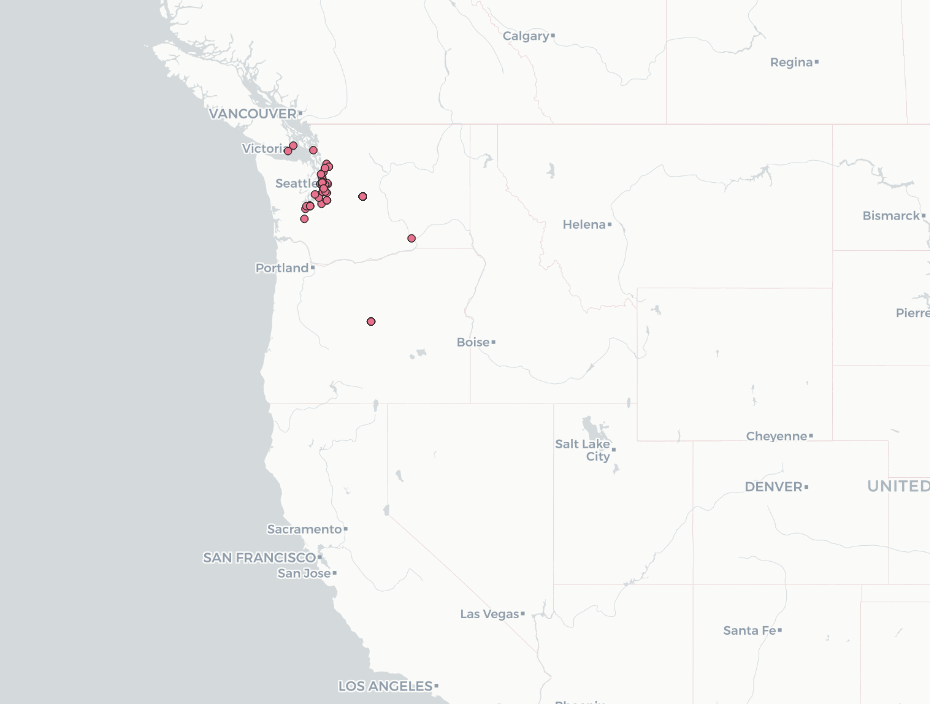 Calgary
Regina
VANCOUVER
Victoria
Seattle
Bismarck
Helena
Portland
Pierre
Boise
Cheyenne
Salt Lake
City
DENVER
UNITED
Sacramento
SAN FRANCISCO
San Jose
Las Vegas
Santa Fe
LOS ANGELES
Phoenix